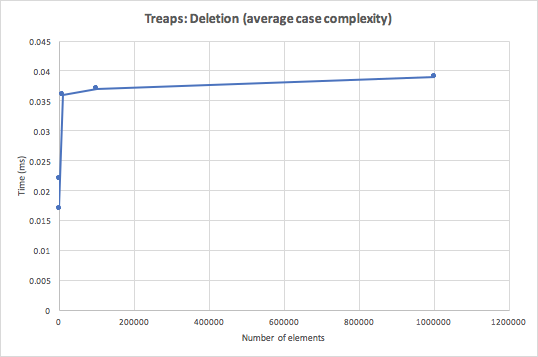 Treaps: Deletion (average case complexity)
0.045
0.04
0.035
0.03
0.025
0.02
0.015
0.01
0.005
0
Time (ms)
0 200000 400000 600000 800000 1000000 1200000
Number of elements